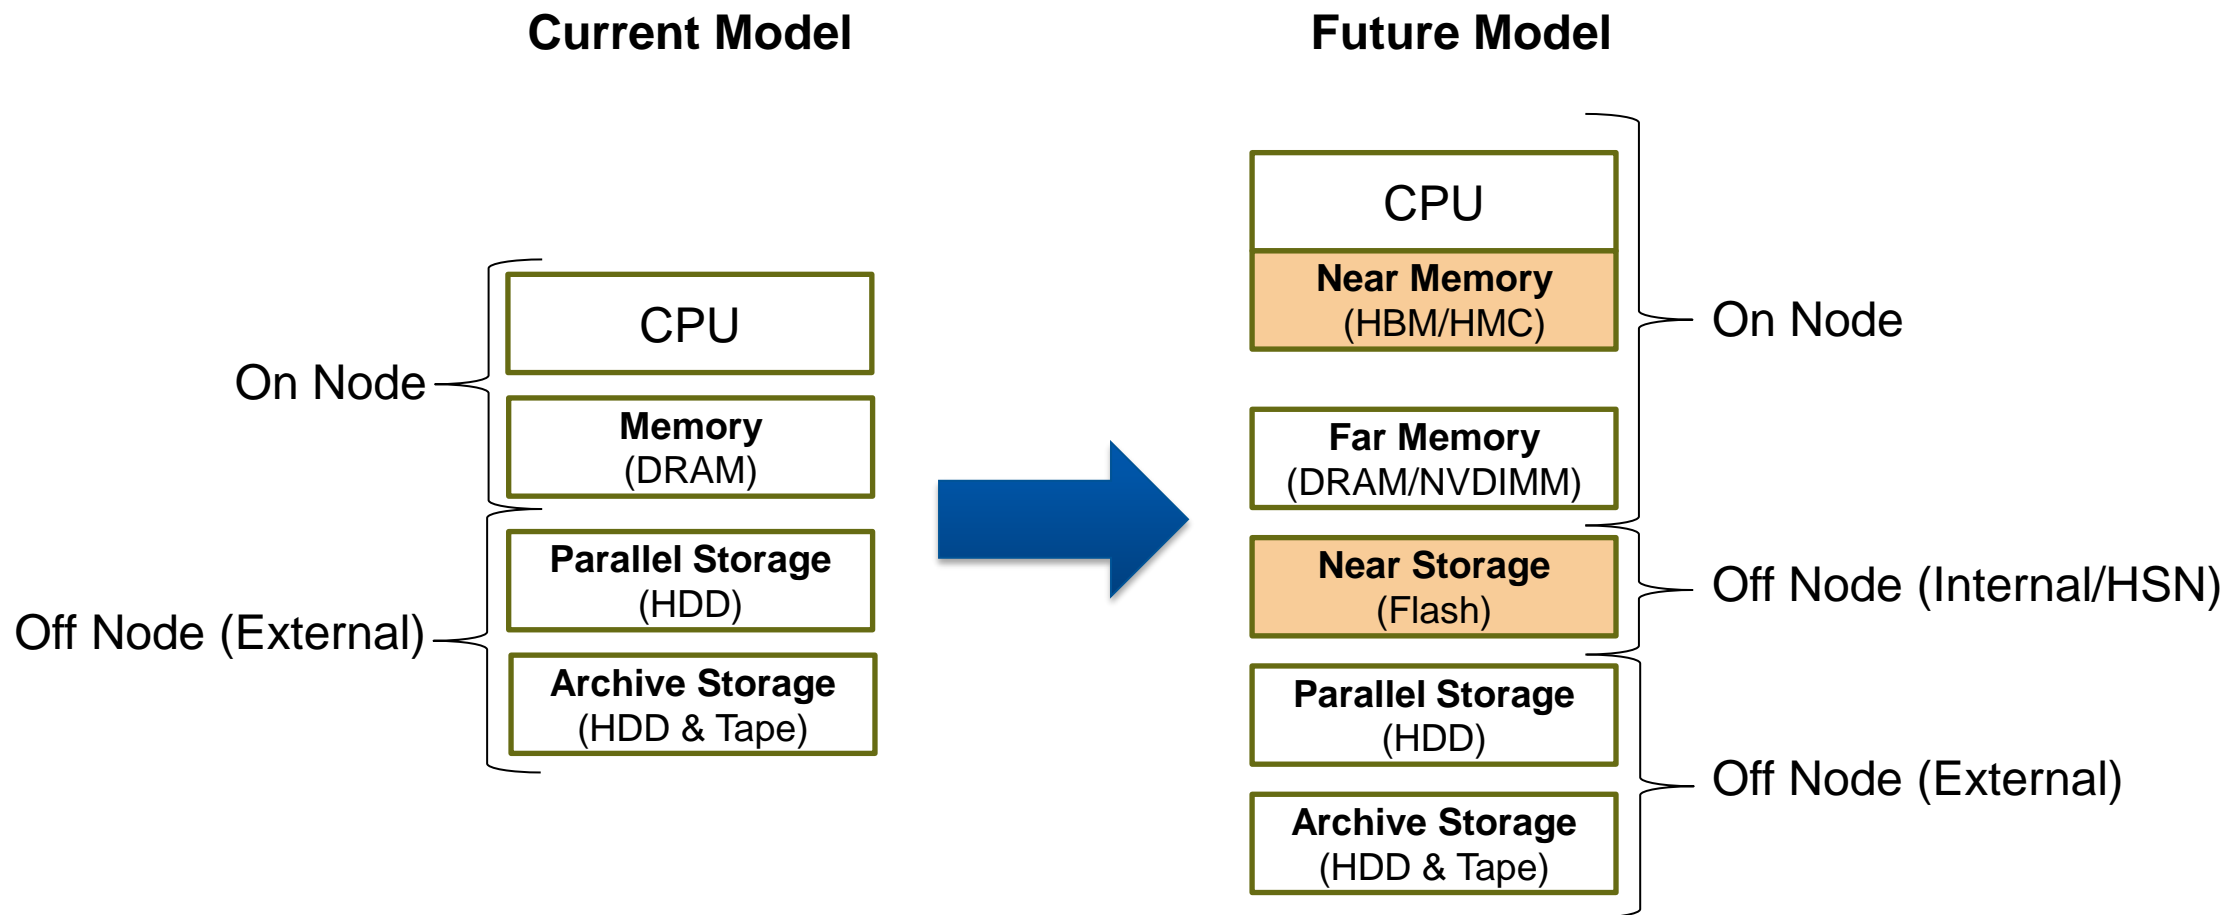 Current Model
On Node
CPU
Memory
(DRAM)
Off Node (External)
Parallel Storage
(HDD)
Archive Storage
(HDD & Tape)
Future Model
CPU
Near Memory
(HBM/HMC)
Far Memory
(DRAM/NVDIMM)
On Node
Near Storage
(Flash)
Off Node (Internal/HSN)
Parallel Storage
(HDD)
Archive Storage
(HDD & Tape)
Off Node (External)